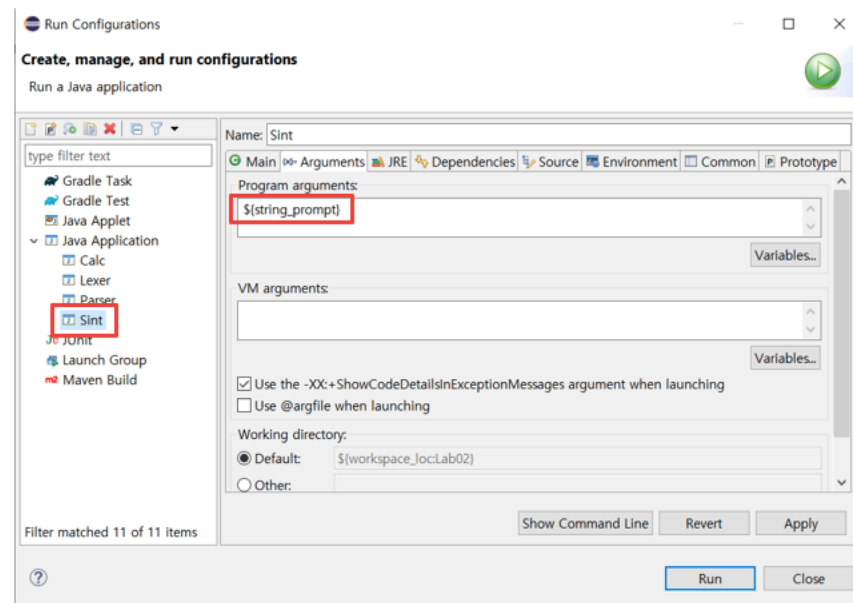 Run Configurations
Create, manage, and run configurations
Run a Java application
type filter text
Gradle Task
Gradle Test
Java Applet
Java Application
Calc
Lexer
Parser
Sint
JUnit
Launch Group
Maven Build
Filter matched 11 of 11 items
Name: Sint
Main Arguments JRE Dependencies Source Environment Common Prototype
Program arguments:
${string_prompt}
Variables...
VM arguments:
Variables...
Use the -XX:+ShowCodeDetailsInExceptionMessages argument when launching
Use @argfile when launching
Working directory:
Default: ${workspace_loc:Lab02}
Other:
Show Command Line Revert Apply
Run Close